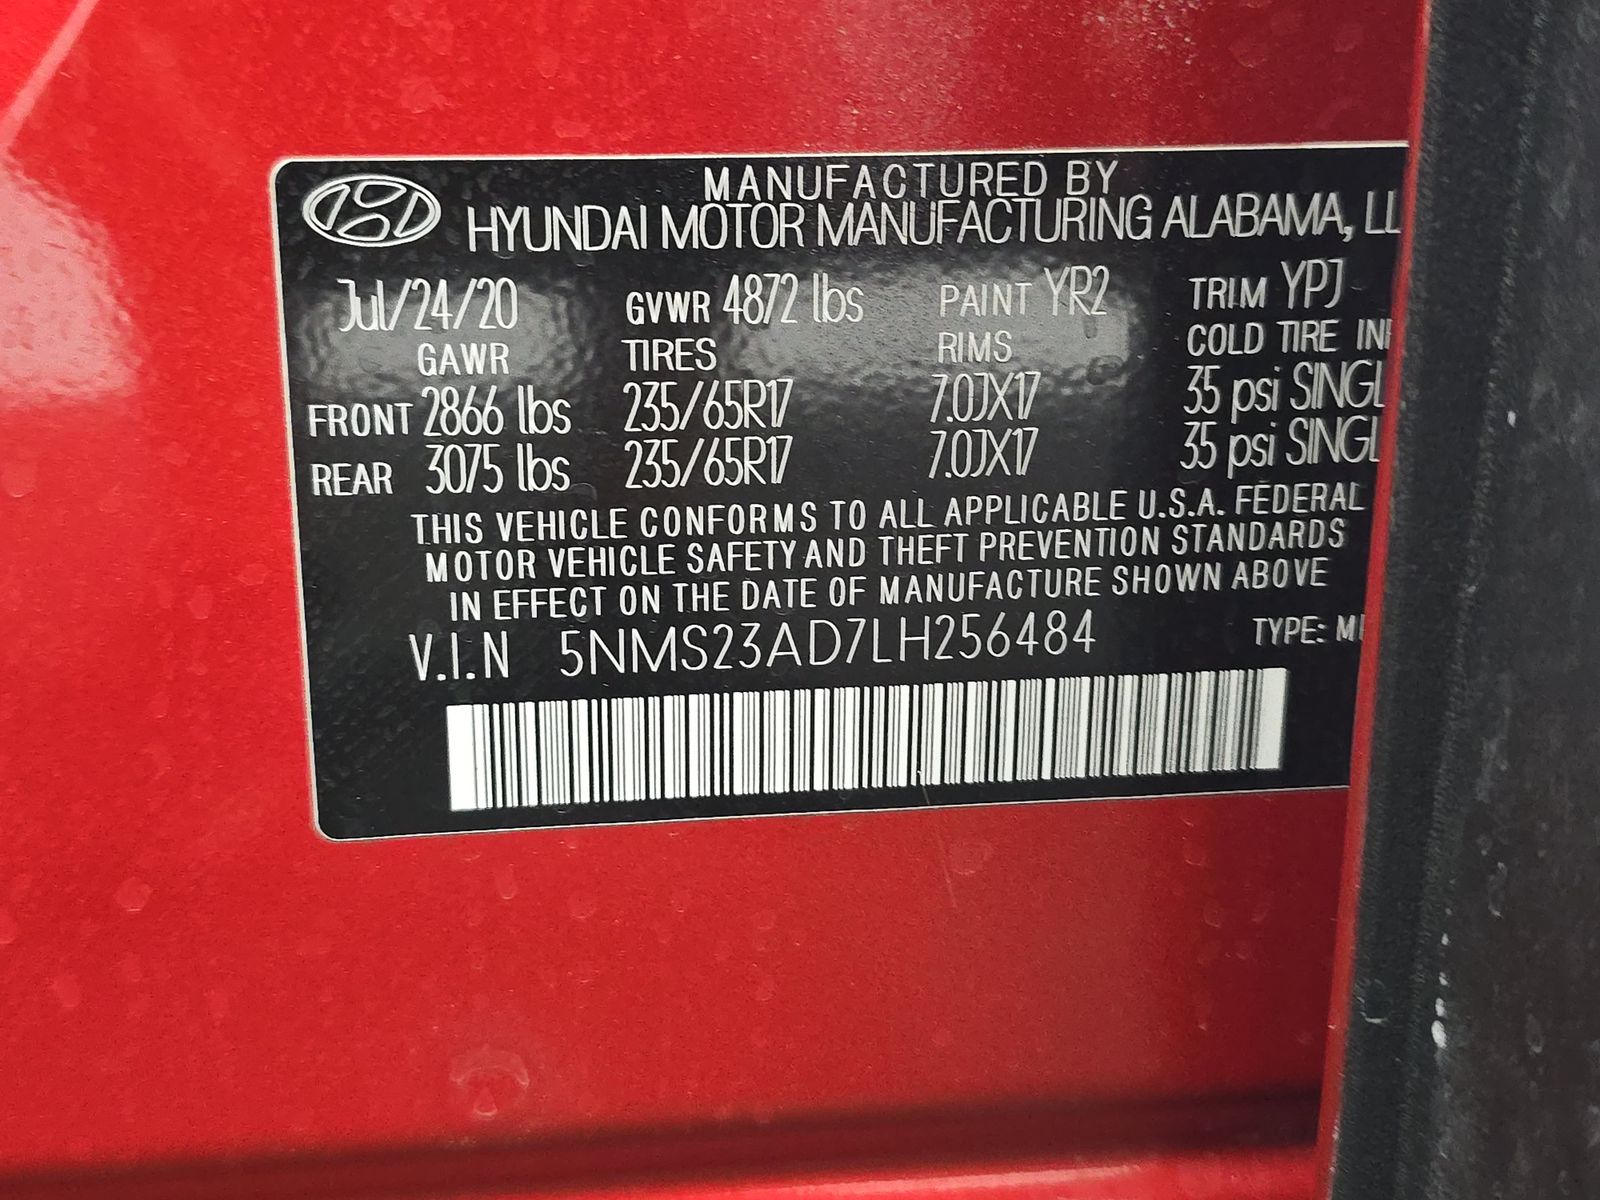 MANUFACTURED BY
HYUNDAI MOTOR MANUFACTURING ALABAMA, LL
Jul/24/20 GVWR 4872 lbs PAINT YR2 TRIM YPJ
GAWR TIRES RIMS COLD TIRE IN
FRONT 2866 lbs 235/65R17 7.0JX17 35 psi SINGL
REAR 3075 lbs 235/65R17 7.0JX17 35 psi SINGL
THIS VEHICLE CONFORMS TO ALL APPLICABLE U.S.A. FEDERAL
MOTOR VEHICLE SAFETY AND THEFT PREVENTION STANDARDS
IN EFFECT ON THE DATE OF MANUFACTURE SHOWN ABOVE
V.I.N 5NMS23AD7LH256484 TYPE: M